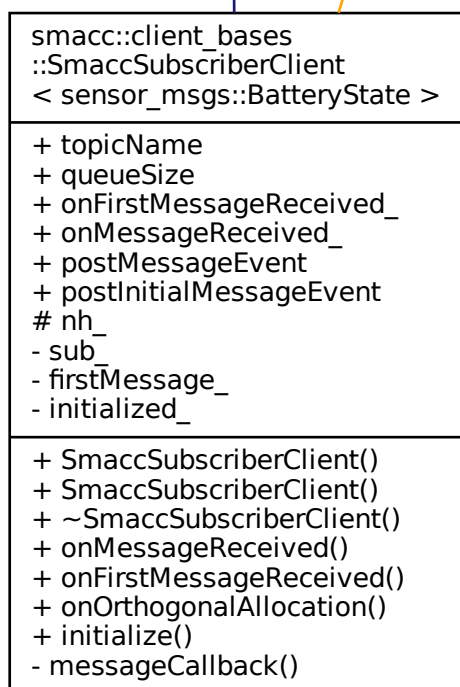 smacc::client_bases
::SmaccSubscriberClient
< sensor_msgs::BatteryState >
+ topicName
+ queueSize
+ onFirstMessageReceived_
+ onMessageReceived_
+ postMessageEvent
+ postInitialMessageEvent
# nh_
- sub_
- firstMessage_
- initialized_
+ SmaccSubscriberClient()
+ SmaccSubscriberClient()
+ ~SmaccSubscriberClient()
+ onMessageReceived()
+ onFirstMessageReceived()
+ onOrthogonalAllocation()
+ initialize()
- messageCallback()